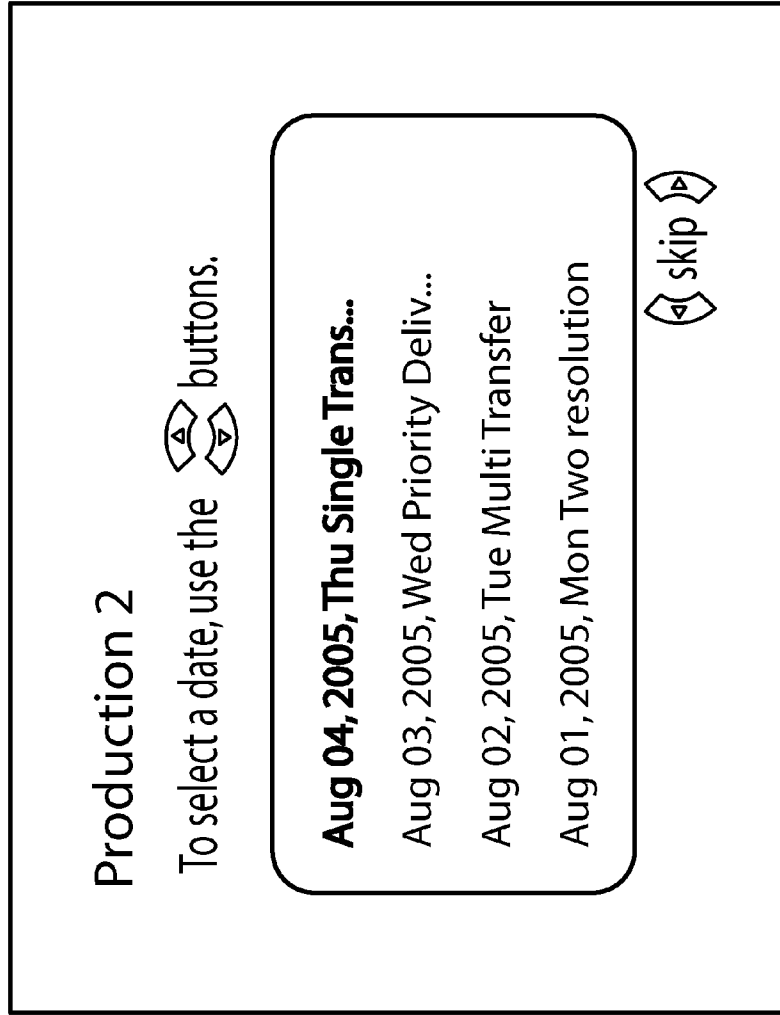 Production 2
To select a date, use the buttons.
Aug 04, 2005, Thu Single Trans...
Aug 03, 2005, Wed Priority Deliv...
Aug 02, 2005, Tue Multi Transfer
Aug 01, 2005, Mon Two resolution
skip